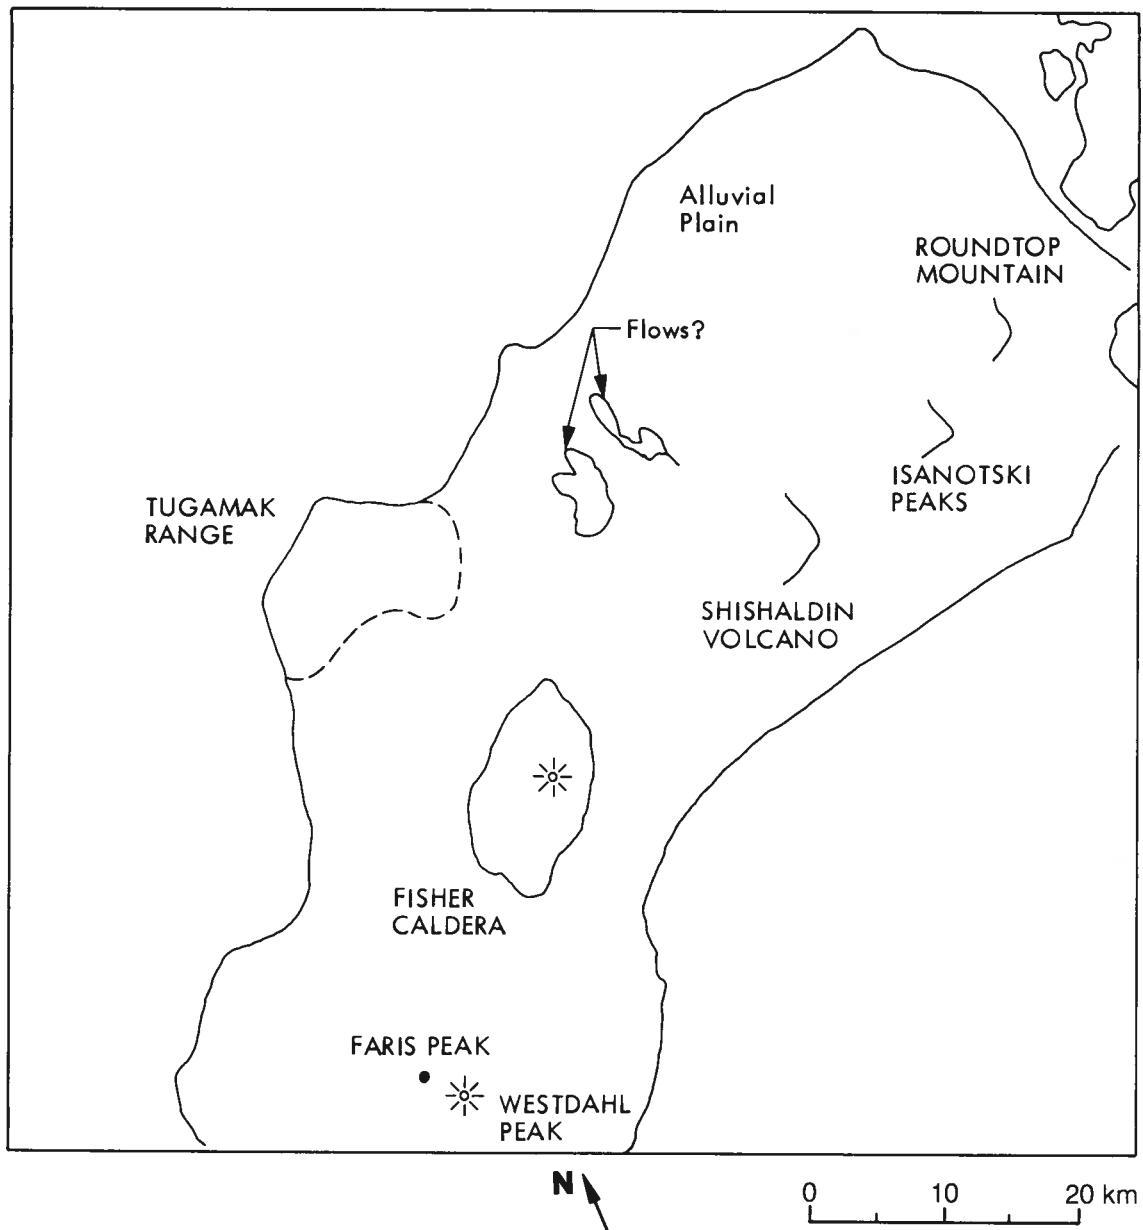 Alluvial
Plain
ROUNDTOP
MOUNTAIN
Flows?
ISANOTSKI
PEAKS
TUGAMAK
RANGE
SHISHALDIN
VOLCANO
FISHER
CALDERA
FARIS PEAK
WESTDAHL
PEAK
N
0 10 20 km